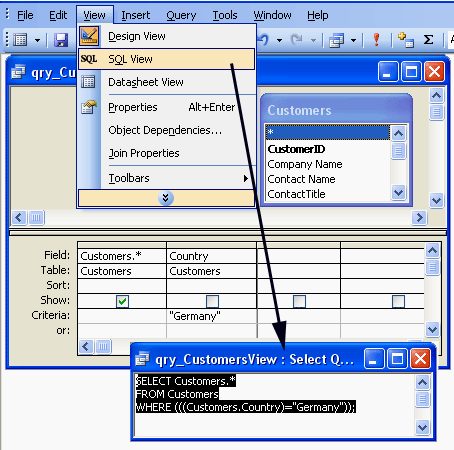 File Edit View Insert Query Tools Window Help
Design View
SQL SQL View
Datasheet View
Properties Alt+Enter
Object Dependencies...
Join Properties
Toolbars
qry_Cu
Customers
*
CustomerID
Company Name
Contact Name
ContactTitle
Field: Customers.* Country
Table: Customers Customers
Sort:
Show:
Criteria: "Germany"
or:
qry_CustomersView : Select Q...
SELECT Customers.*
FROM Customers
WHERE (((Customers.Country)="Germany"));